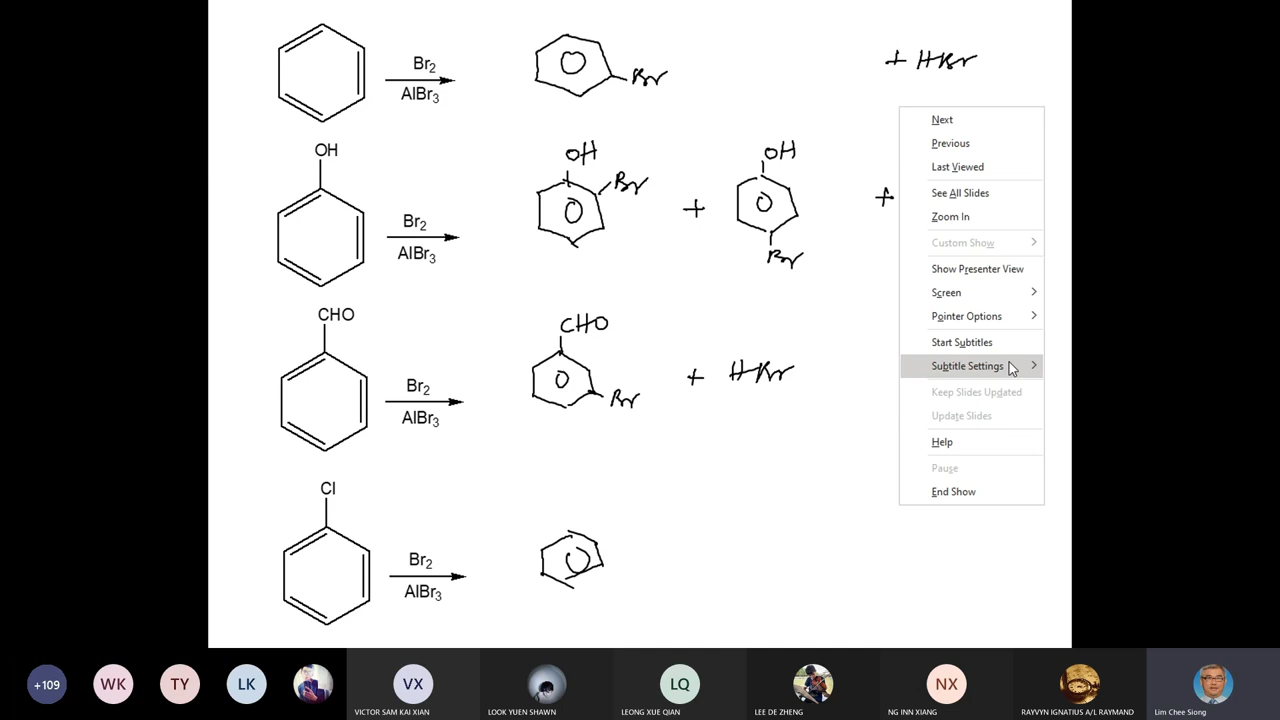 Br2
AlBr3
Br
+ HBr
OH
Br2
AlBr3
OH
Br
+
OH
Br
+
CHO
Br2
AlBr3
CHO
Br
+ HBr
Cl
Br2
AlBr3
Next
Previous
Last Viewed
See All Slides
Zoom In
Custom Show
Show Presenter View
Screen
Pointer Options
Start Subtitles
Subtitle Settings
Keep Slides Updated
Update Slides
Help
Pause
End Show
+109
WK
TY
LK
VX
VICTOR SAM KAI XIAN
LOOK YUEN SHAWN
LQ
LEONG XUE QIAN
LEE DE ZHENG
NX
NG INN XIANG
RAYVYN IGNATIUS A/L RAYMAND
Lim Chee Siong